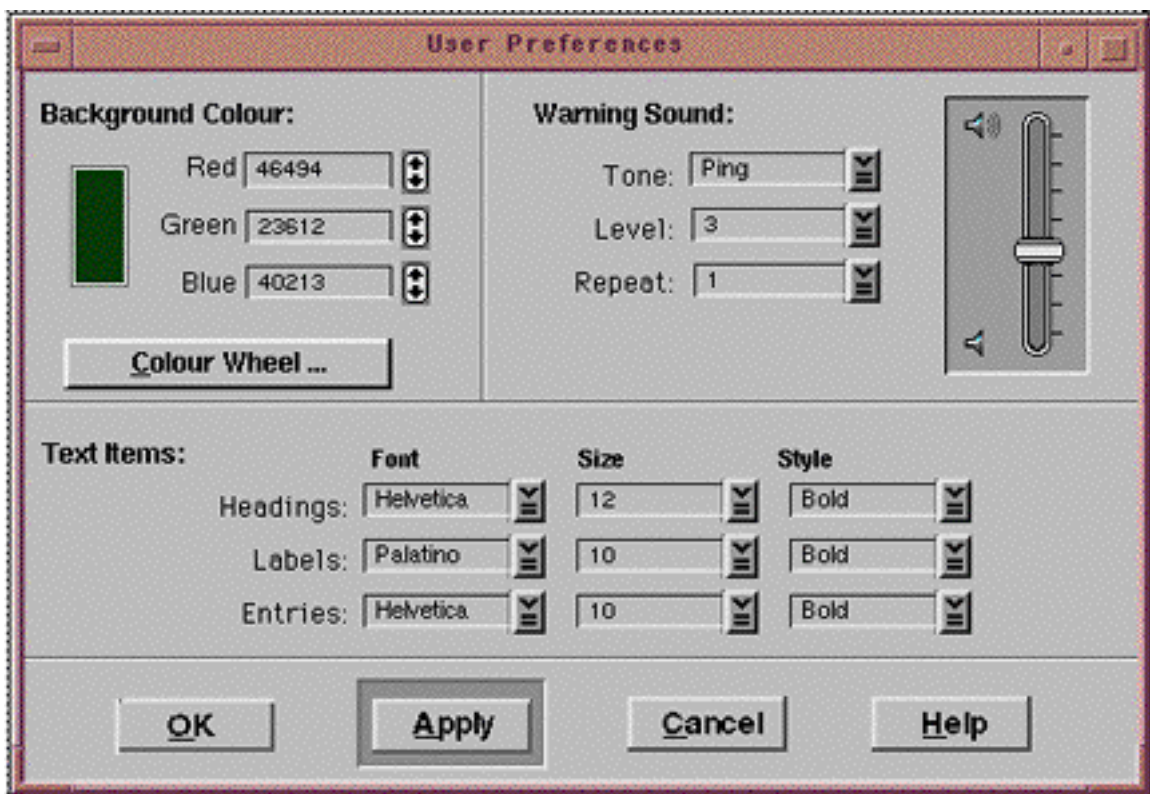 User Preferences
Background Colour:
Red 46494
Green 23612
Blue 40213
Colour Wheel ...
Warning Sound:
Tone: Ping
Level: 3
Repeat: 1
Text Items:
Font Size Style
Headings: Helvetica 12 Bold
Labels: Palatino 10 Bold
Entries: Helvetica 10 Bold
OK Apply Cancel Help